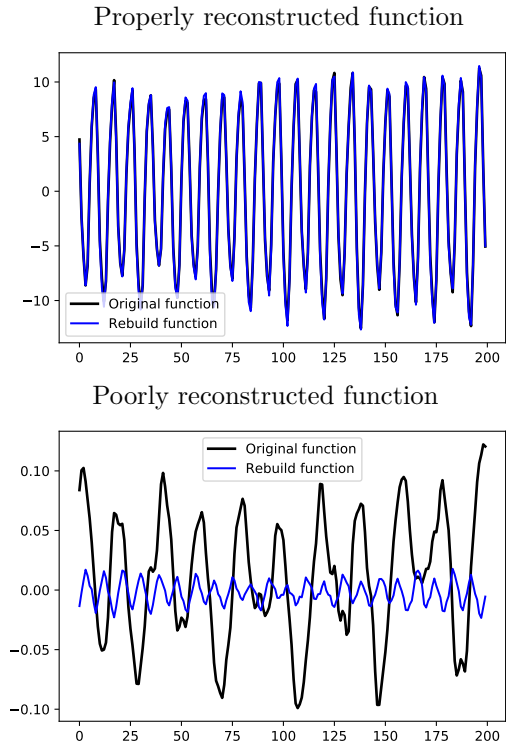 Properly reconstructed function
10
5
0
−5
−10
Original function
Rebuild function
0 25 50 75 100 125 150 175 200
Poorly reconstructed function
Original function
Rebuild function
0.10
0.05
0.00
−0.05
−0.10
0 25 50 75 100 125 150 175 200